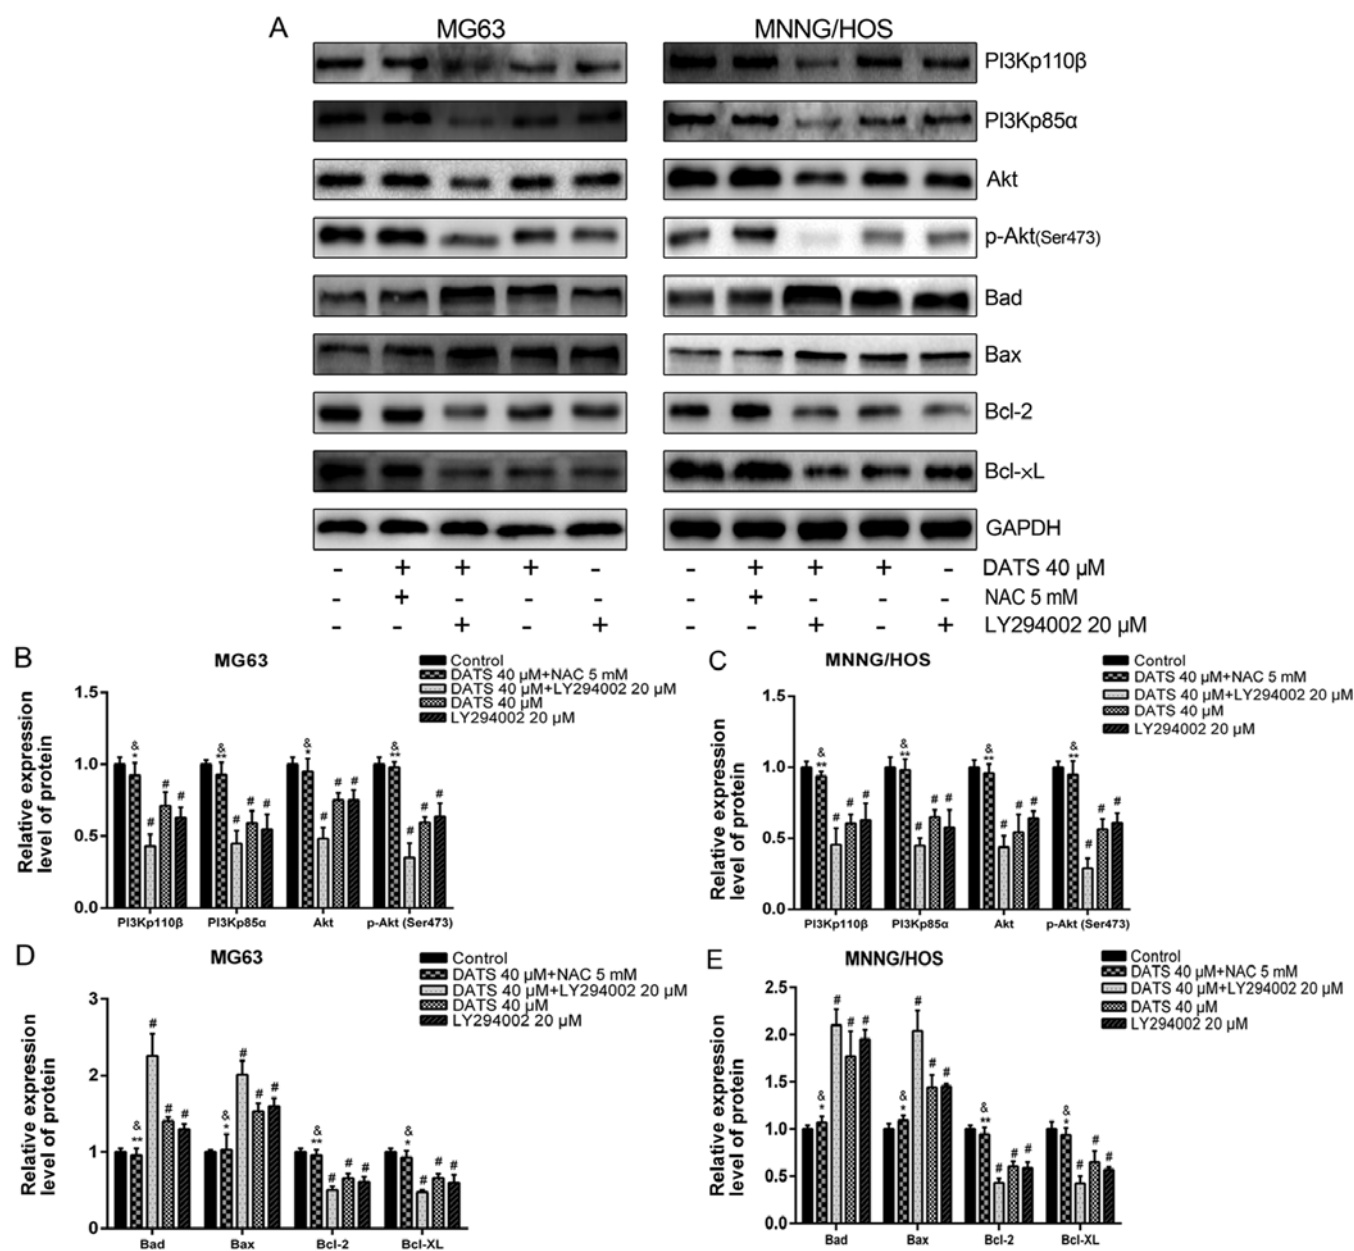 A
MG63
MNNG/HOS
PI3Kp110β
PI3Kp85α
Akt
p-Akt(Ser473)
Bad
Bax
Bcl-2
Bcl-xL
GAPDH
- + + + - - + + + - DATS 40 μM
- + - - - - + - - - NAC 5 mM
- - + - + - - + - + LY294002 20 μM
B
MG63
Control
DATS 40 μM+NAC 5 mM
DATS 40 μM+LY294002 20 μM
DATS 40 μM
LY294002 20 μM
Relative expression
level of protein
1.5
1.0
0.5
0.0
& * # # #
& ** # # #
& * # # #
& ** # # #
PI3Kp110β PI3Kp85α Akt p-Akt (Ser473)
C
MNNG/HOS
Control
DATS 40 μM+NAC 5 mM
DATS 40 μM+LY294002 20 μM
DATS 40 μM
LY294002 20 μM
Relative expression
level of protein
1.5
1.0
0.5
0.0
& ** # # #
& ** # # #
& ** # # #
& ** # # #
PI3Kp110β PI3Kp85α Akt p-Akt (Ser473)
D
MG63
Control
DATS 40 μM+NAC 5 mM
DATS 40 μM+LY294002 20 μM
DATS 40 μM
LY294002 20 μM
Relative expression
level of protein
3
2
1
0
& ** # # #
& * # # #
& ** # # #
& * # # #
Bad Bax Bcl-2 Bcl-XL
E
MNNG/HOS
Control
DATS 40 μM+NAC 5 mM
DATS 40 μM+LY294002 20 μM
DATS 40 μM
LY294002 20 μM
Relative expression
level of protein
2.5
2.0
1.5
1.0
0.5
0.0
& * # # #
& * # # #
& ** # # #
& * # # #
Bad Bax Bcl-2 Bcl-XL